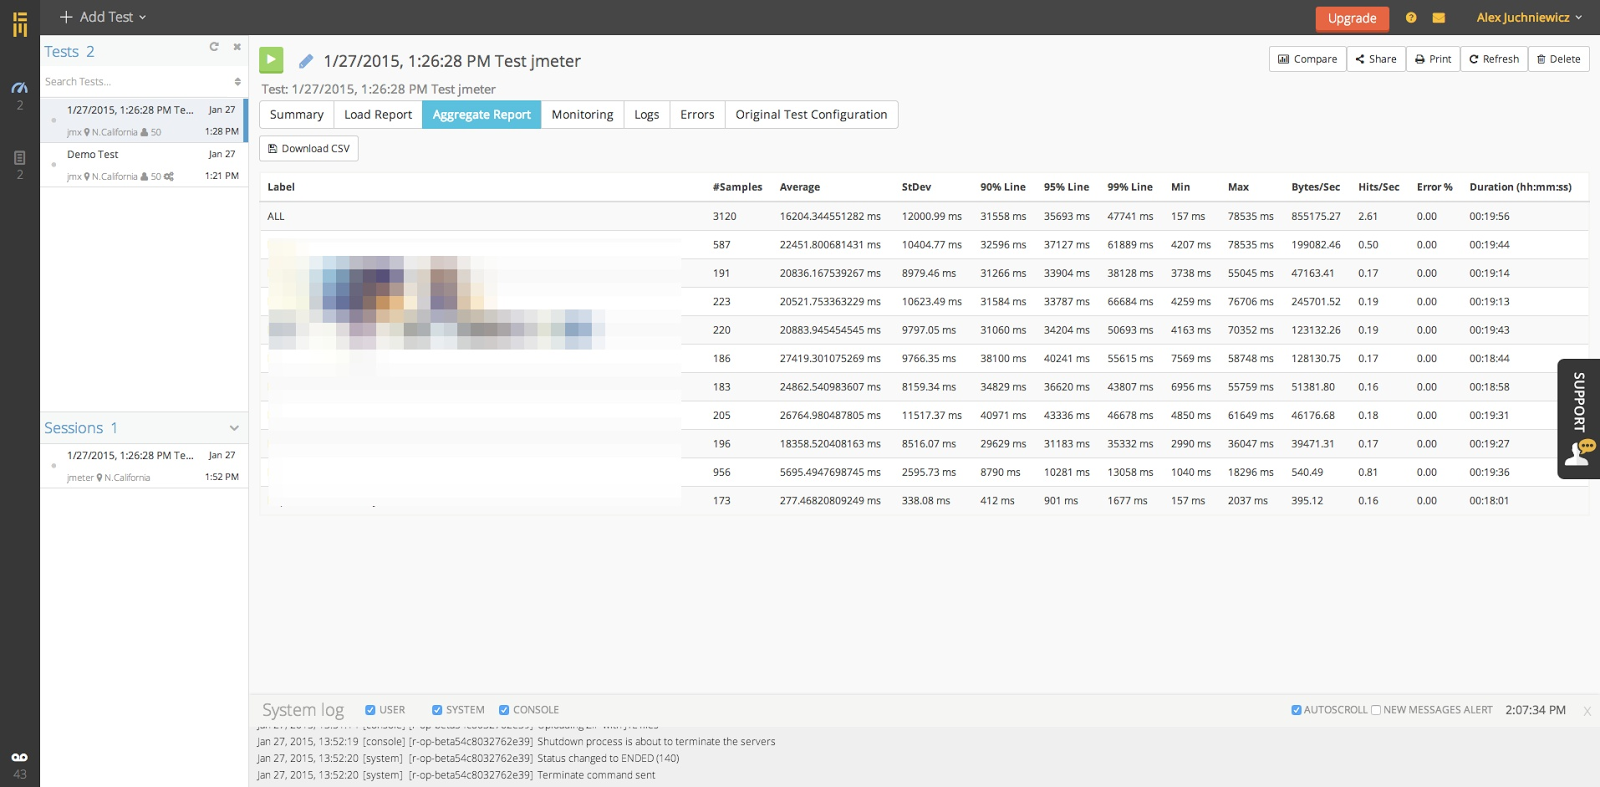 Add Test
Upgrade
Alex Juchniewicz
Tests 2
Search Tests...
1/27/2015, 1:26:28 PM Te... Jan 27
jmx N.California 50 1:28 PM
Demo Test Jan 27
jmx N.California 50 1:21 PM
2
2
Sessions 1
1/27/2015, 1:26:28 PM Te... Jan 27
jmeter N.California 1:52 PM
43
1/27/2015, 1:26:28 PM Test jmeter
Compare Share Print Refresh Delete
Test: 1/27/2015, 1:26:28 PM Test jmeter
Summary Load Report Aggregate Report Monitoring Logs Errors Original Test Configuration
Download CSV
Label #Samples Average StDev 90% Line 95% Line 99% Line Min Max Bytes/Sec Hits/Sec Error % Duration (hh:mm:ss)
ALL 3120 16204.344551282 ms 12000.99 ms 31558 ms 35693 ms 47741 ms 157 ms 78535 ms 855175.27 2.61 0.00 00:19:56
587 22451.800681431 ms 10404.77 ms 32596 ms 37127 ms 61889 ms 4207 ms 78535 ms 199082.46 0.50 0.00 00:19:44
191 20836.167539267 ms 8979.46 ms 31266 ms 33904 ms 38128 ms 3738 ms 55045 ms 47163.41 0.17 0.00 00:19:14
223 20521.753363229 ms 10623.49 ms 31584 ms 33787 ms 66684 ms 4259 ms 76706 ms 245701.52 0.19 0.00 00:19:13
220 20883.945454545 ms 9797.05 ms 31060 ms 34204 ms 50693 ms 4163 ms 70352 ms 123132.26 0.19 0.00 00:19:43
186 27419.301075269 ms 9766.35 ms 38100 ms 40241 ms 55615 ms 7569 ms 58748 ms 128130.75 0.17 0.00 00:18:44
183 24862.540983607 ms 8159.34 ms 34829 ms 36620 ms 43807 ms 6956 ms 55759 ms 51381.80 0.16 0.00 00:18:58
205 26764.980487805 ms 11517.37 ms 40971 ms 43336 ms 46678 ms 4850 ms 61649 ms 46176.68 0.18 0.00 00:19:31
196 18358.520408163 ms 8516.07 ms 29629 ms 31183 ms 35332 ms 2990 ms 36047 ms 39471.31 0.17 0.00 00:19:27
956 5695.4947698745 ms 2595.73 ms 8790 ms 10281 ms 13058 ms 1040 ms 18296 ms 540.49 0.81 0.00 00:19:36
173 277.46820809249 ms 338.08 ms 412 ms 901 ms 1677 ms 157 ms 2037 ms 395.12 0.16 0.00 00:18:01
SUPPORT
System log USER SYSTEM CONSOLE AUTOSCROLL NEW MESSAGES ALERT 2:07:34 PM X
Jan 27, 2015, 13:52:19 [console] [r-op-beta54c8032762e39] Shutdown process is about to terminate the servers
Jan 27, 2015, 13:52:20 [system] [r-op-beta54c8032762e39] Status changed to ENDED (140)
Jan 27, 2015, 13:52:20 [system] [r-op-beta54c8032762e39] Terminate command sent